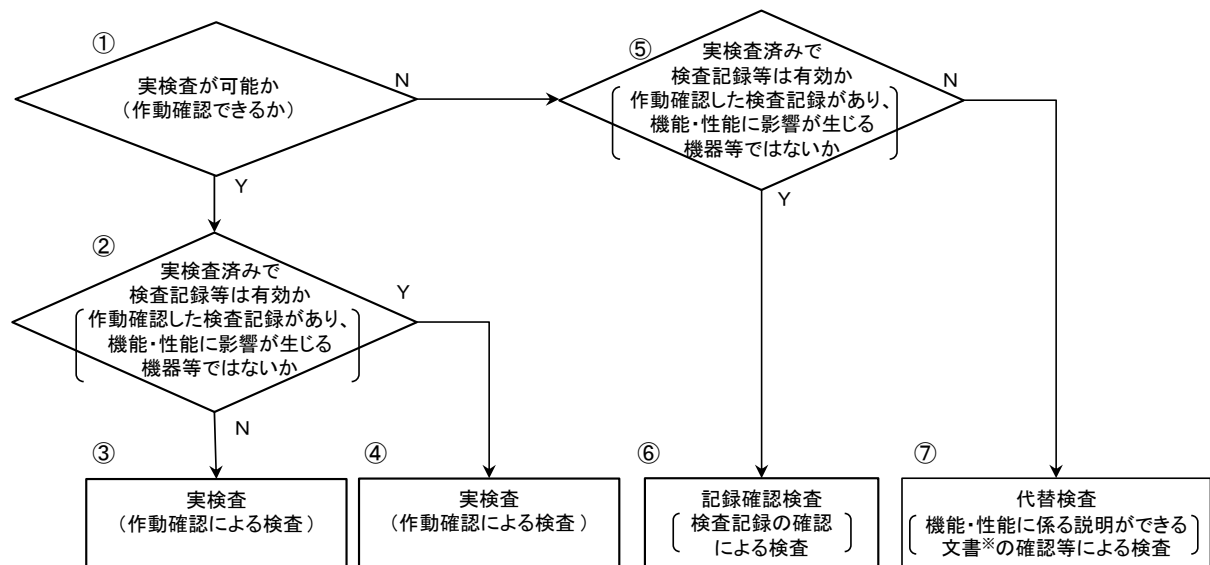 ①
実検査が可能か
（作動確認できるか）
N
Y
⑤
実検査済みで
検査記録等は有効か
作動確認した検査記録があり、
機能・性能に影響が生じる
機器等ではないか
N
Y
②
実検査済みで
検査記録等は有効か
作動確認した検査記録があり、
機能・性能に影響が生じる
機器等ではないか
Y
N
③
実検査
（作動確認による検査）
④
実検査
（作動確認による検査）
⑥
記録確認検査
検査記録の確認
による検査
⑦
代替検査
機能・性能に係る説明ができる
文書※の確認等による検査